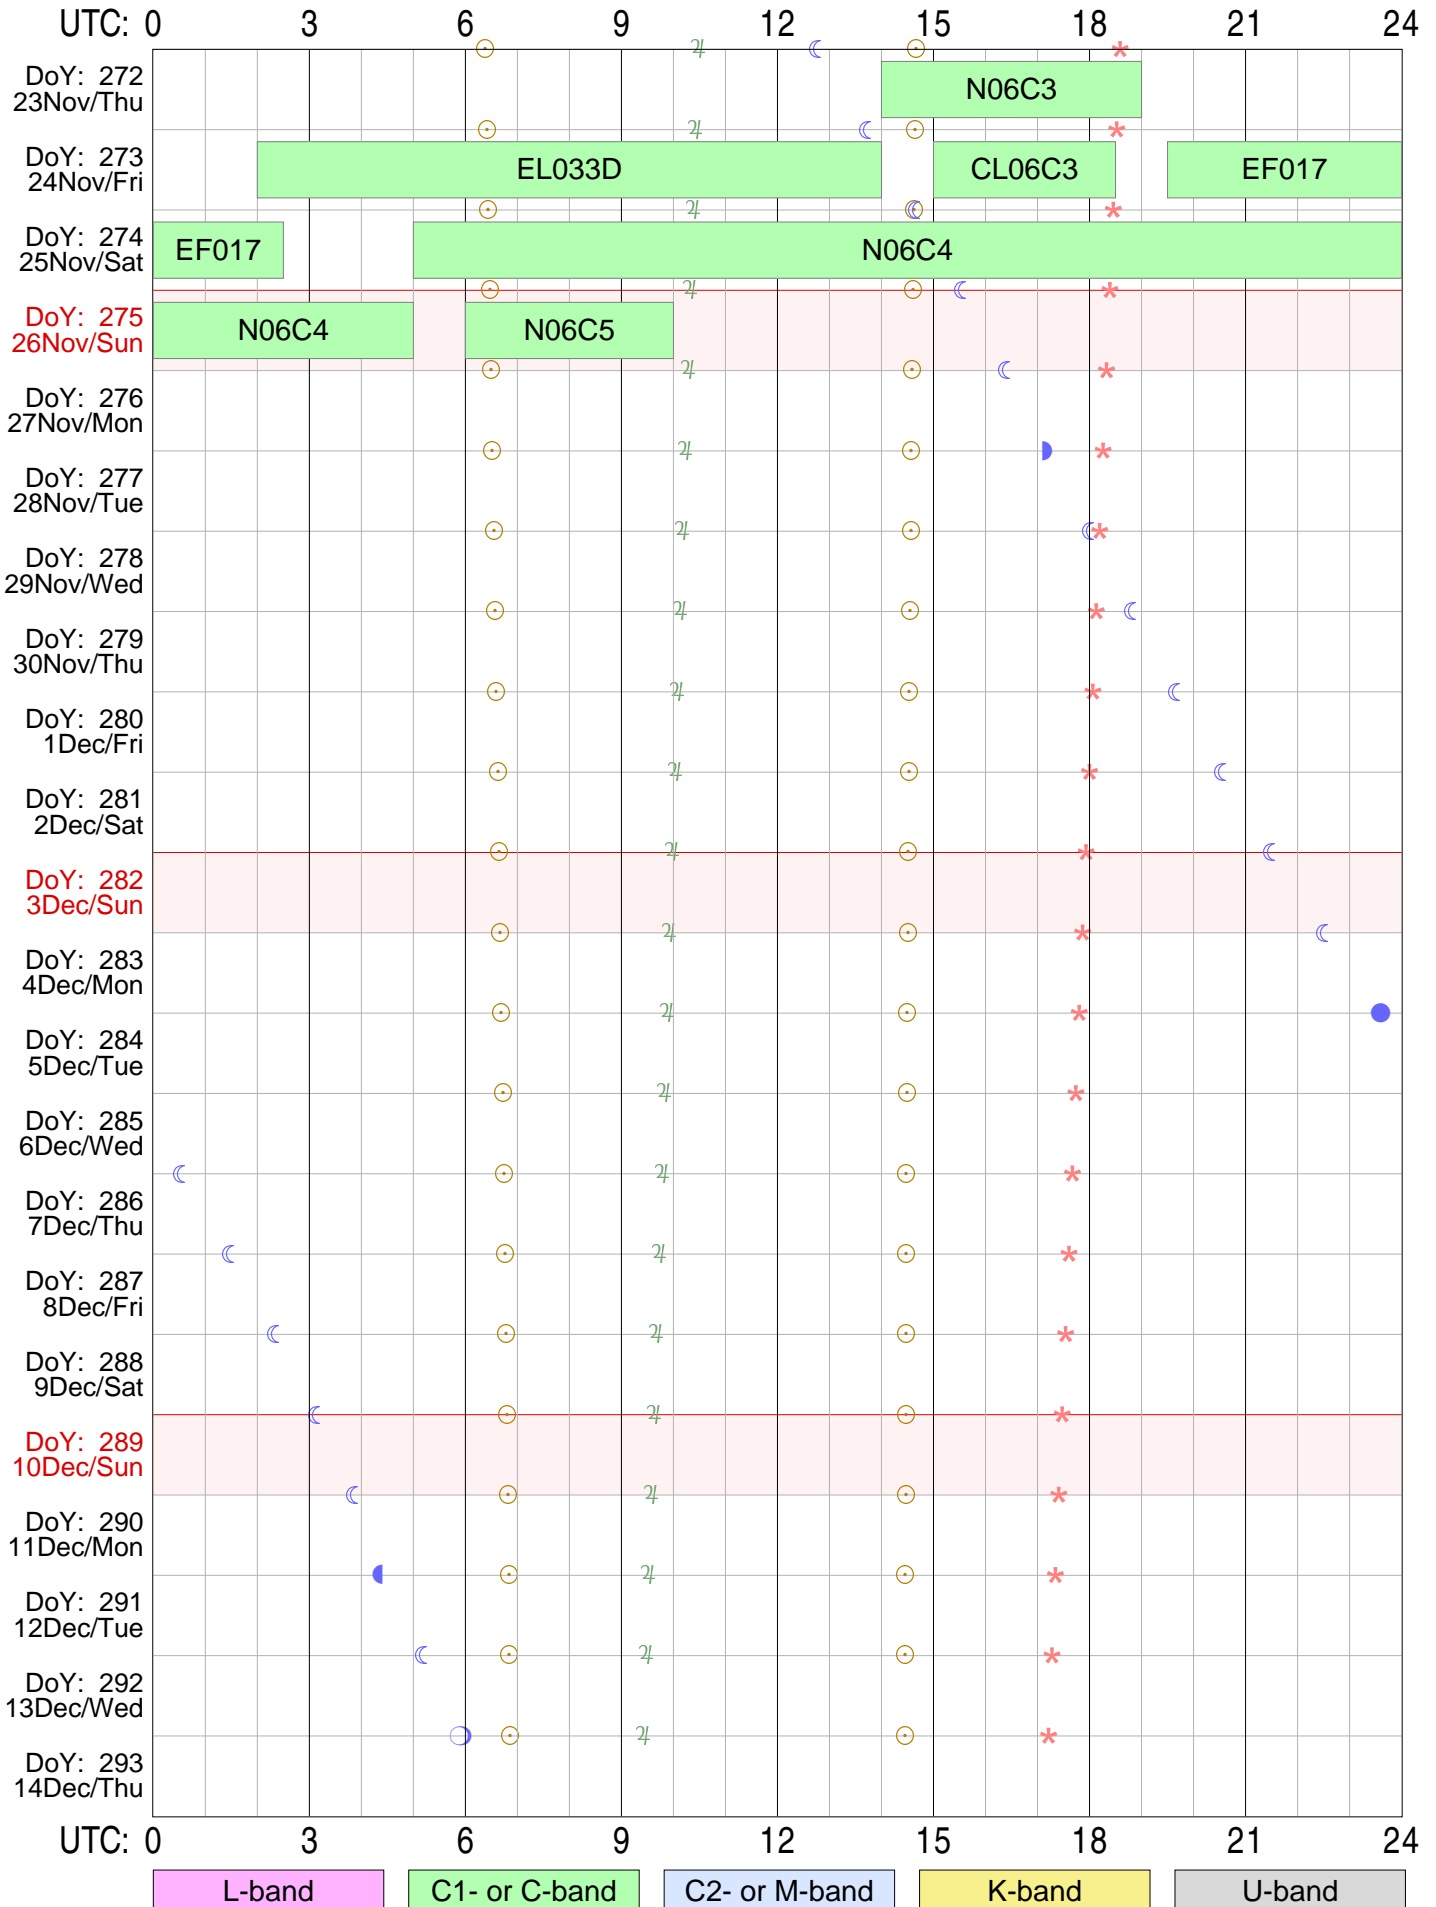 UTC: 0 3 6 9 12 15 18 21 24
DoY: 272
23Nov/Thu
N06C3
DoY: 273
24Nov/Fri
EL033D CL06C3 EF017
DoY: 274
25Nov/Sat
EF017 N06C4
DoY: 275
26Nov/Sun
N06C4 N06C5
DoY: 276
27Nov/Mon
DoY: 277
28Nov/Tue
DoY: 278
29Nov/Wed
DoY: 279
30Nov/Thu
DoY: 280
1Dec/Fri
DoY: 281
2Dec/Sat
DoY: 282
3Dec/Sun
DoY: 283
4Dec/Mon
DoY: 284
5Dec/Tue
DoY: 285
6Dec/Wed
DoY: 286
7Dec/Thu
DoY: 287
8Dec/Fri
DoY: 288
9Dec/Sat
DoY: 289
10Dec/Sun
DoY: 290
11Dec/Mon
DoY: 291
12Dec/Tue
DoY: 292
13Dec/Wed
DoY: 293
14Dec/Thu
UTC: 0 3 6 9 12 15 18 21 24
L-band C1- or C-band C2- or M-band K-band U-band